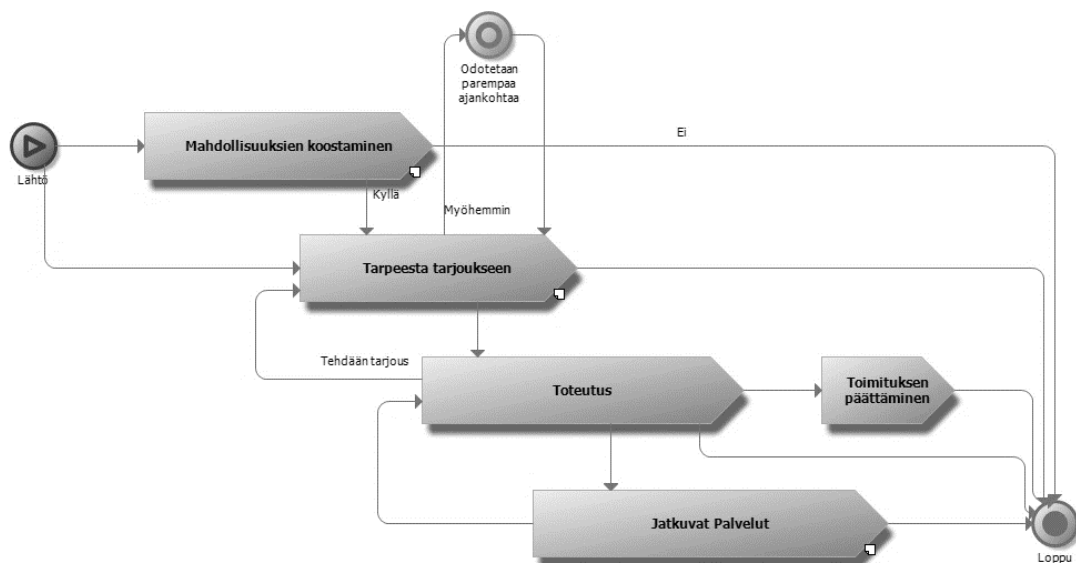 Odotetaan
parempaa
ajankohtaa
Ei
Mahdollisuuksien koostaminen
Lähtö
Kyllä
Myöhemmin
Tarpeesta tarjoukseen
Tehdään tarjous
Toteutus
Toimituksen
päättäminen
Jatkuvat Palvelut
Loppu